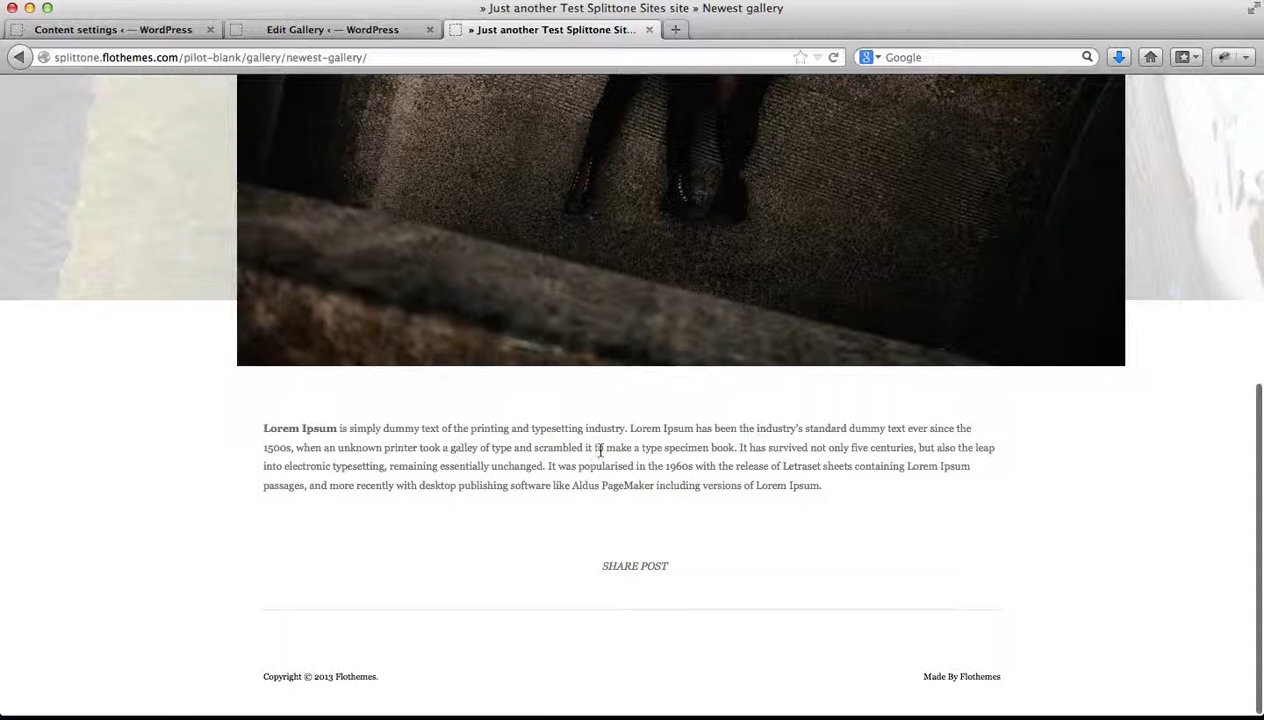 » Just another Test Splittone Sites site » Newest gallery
Content settings ‹ — WordPress
Edit Gallery ‹ — WordPress
» Just another Test Splittone Sit...
splittone.flothemes.com/pilot-blank/gallery/newest-gallery/
Google
Lorem Ipsum is simply dummy text of the printing and typesetting industry. Lorem Ipsum has been the industry's standard dummy text ever since the
1500s, when an unknown printer took a galley of type and scrambled it to make a type specimen book. It has survived not only five centuries, but also the leap
into electronic typesetting, remaining essentially unchanged. It was popularised in the 1960s with the release of Letraset sheets containing Lorem Ipsum
passages, and more recently with desktop publishing software like Aldus PageMaker including versions of Lorem Ipsum.
SHARE POST
Copyright © 2013 Flothemes.
Made By Flothemes